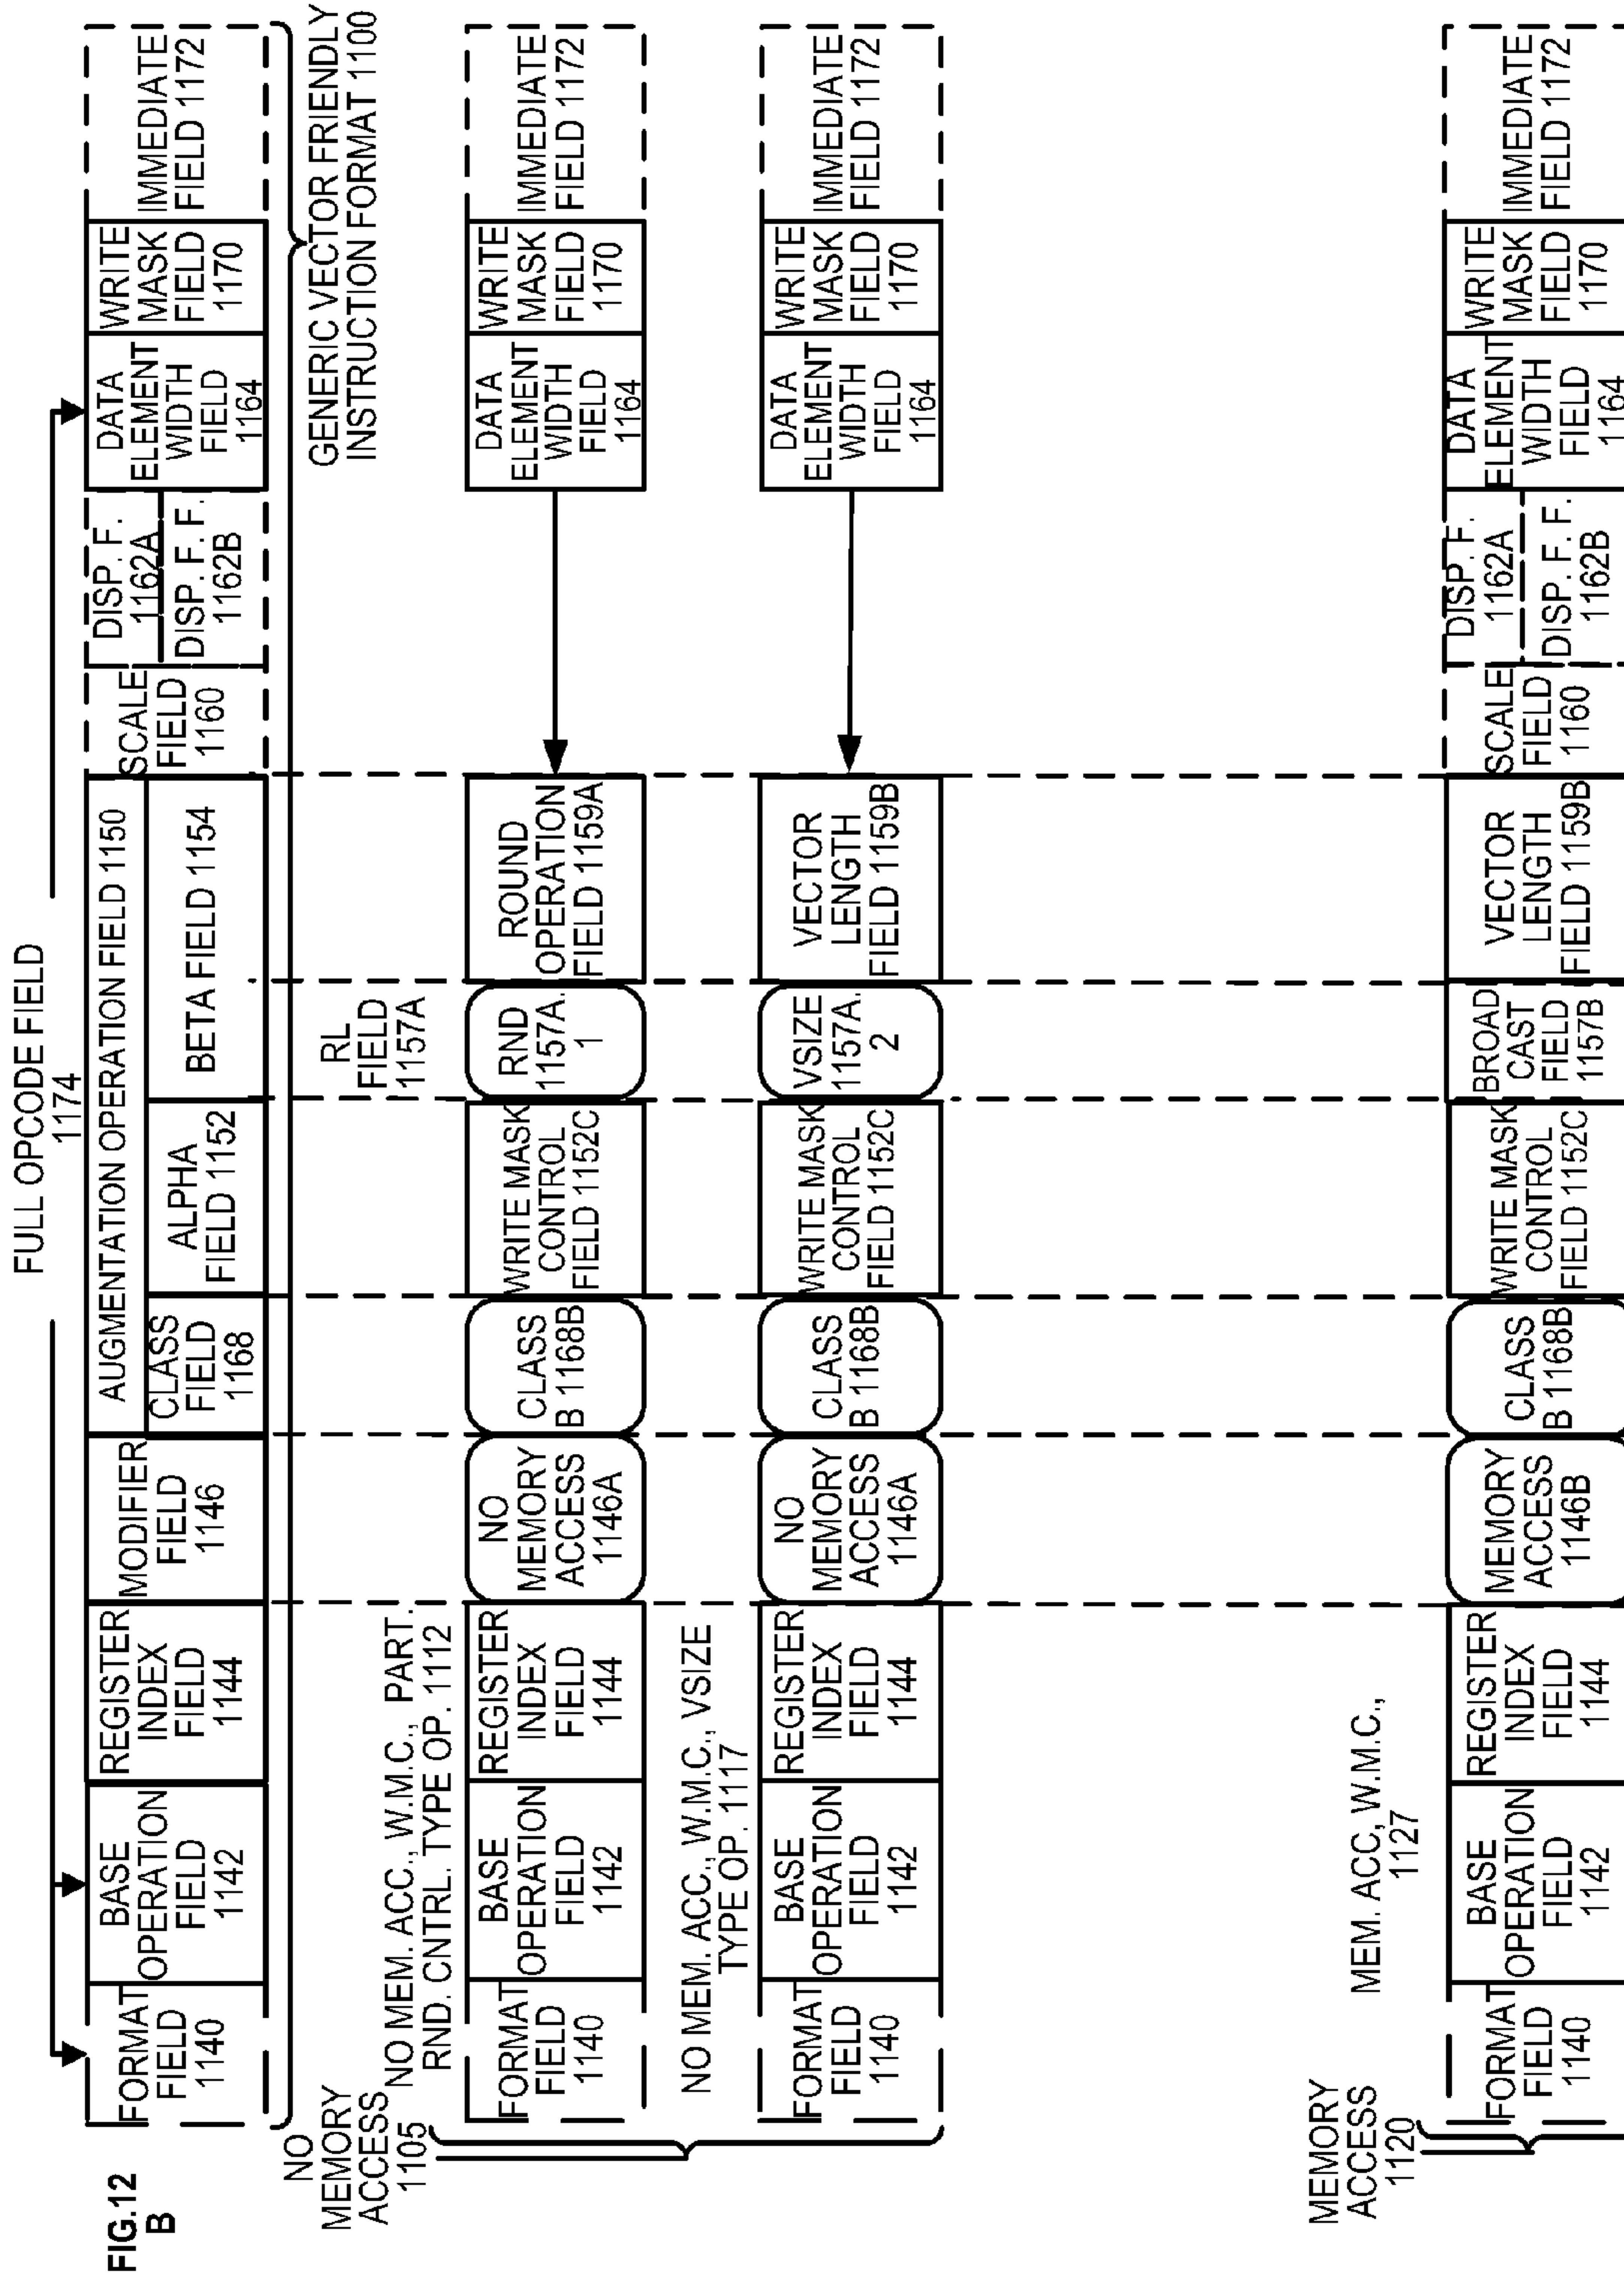 FIG.12
B
FULL OPCODE FIELD
1174
FORMAT
FIELD
1140
BASE
OPERATION
FIELD
1142
REGISTER
INDEX
FIELD
1144
MODIFIER
FIELD
1146
AUGMENTATION OPERATION FIELD 1150
CLASS
FIELD
1168
ALPHA
FIELD 1152
BETA FIELD 1154
SCALE
FIELD
1160
DISP. F.
1162A
DISP. F. F.
1162B
DATA
ELEMENT
WIDTH
FIELD
1164
WRITE
MASK
FIELD
1170
IMMEDIATE
FIELD 1172
GENERIC VECTOR FRIENDLY
INSTRUCTION FORMAT 1100
NO
MEMORY
ACCESS
1105
NO MEM. ACC., W.M.C., PART.
RND. CNTRL. TYPE OP. 1112
RL
FIELD
1157A
FORMAT
FIELD
1140
BASE
OPERATION
FIELD
1142
REGISTER
INDEX
FIELD
1144
NO
MEMORY
ACCESS
1146A
CLASS
B 1168B
WRITE MASK
CONTROL
FIELD 1152C
RND
1157A.
1
ROUND
OPERATION
FIELD 1159A
DATA
ELEMENT
WIDTH
FIELD
1164
WRITE
MASK
FIELD
1170
IMMEDIATE
FIELD 1172
NO MEM. ACC., W.M.C., VSIZE
TYPE OP. 1117
FORMAT
FIELD
1140
BASE
OPERATION
FIELD
1142
REGISTER
INDEX
FIELD
1144
NO
MEMORY
ACCESS
1146A
CLASS
B 1168B
WRITE MASK
CONTROL
FIELD 1152C
VSIZE
1157A.
2
VECTOR
LENGTH
FIELD 1159B
DATA
ELEMENT
WIDTH
FIELD
1164
WRITE
MASK
FIELD
1170
IMMEDIATE
FIELD 1172
MEMORY
ACCESS
1120
MEM. ACC, W.M.C.,
1127
FORMAT
FIELD
1140
BASE
OPERATION
FIELD
1142
REGISTER
INDEX
FIELD
1144
MEMORY
ACCESS
1146B
CLASS
B 1168B
WRITE MASK
CONTROL
FIELD 1152C
BROAD
CAST
FIELD
1157B
VECTOR
LENGTH
FIELD 1159B
SCALE
FIELD
1160
DISP. F.
1162A
DISP. F. F.
1162B
DATA
ELEMENT
WIDTH
FIELD
1164
WRITE
MASK
FIELD
1170
IMMEDIATE
FIELD 1172